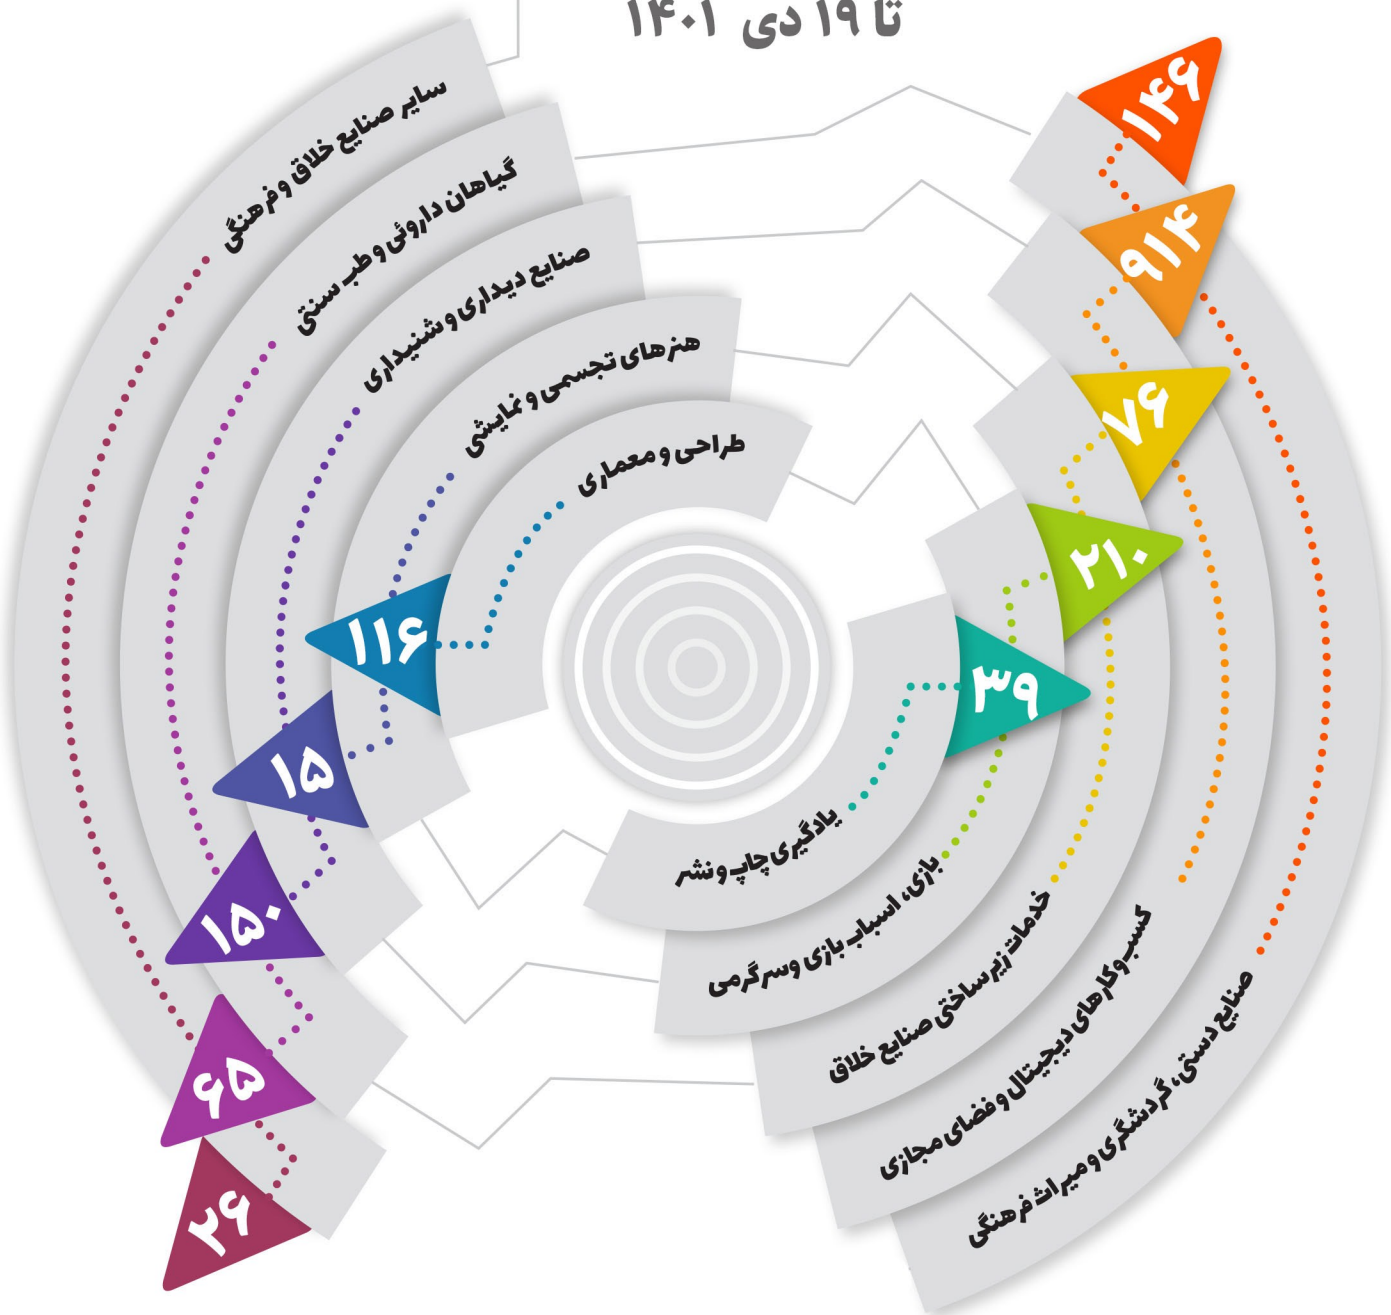 تا ۱۹ دی ۱۴۰۱
سایر صنایع خلاق و فرهنگی
گیاهان داروئی و طب سنتی
صنایع دیداری و شنیداری
هنرهای تجسمی و نمایشی
طراحی و معماری
۱۱۶
۱۵
۱۵۰
۶۵
۲۶
۱۴۶
۹۱۴
۷۶
۲۱۰
۳۹
یادگیری چاپ و نشر
بازی، اسباب بازی و سرگرمی
خدمات زیرساختی صنایع خلاق
کسب و کارهای دیجیتال و فضای مجازی
صنایع دستی، گردشگری و میراث فرهنگی